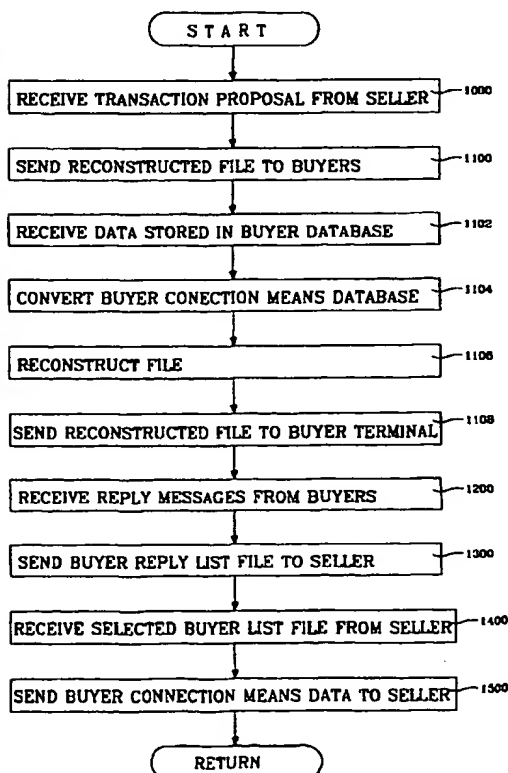 START
RECEIVE TRANSACTION PROPOSAL FROM SELLER 1000
SEND RECONSTRUCTED FILE TO BUYERS 1100
RECEIVE DATA STORED IN BUYER DATABASE 1102
CONVERT BUYER CONECTION MEANS DATABASE 1104
RECONSTRUCT FILE 1106
SEND RECONSTRUCTED FILE TO BUYER TERMINAL 1108
RECEIVE REPLY MESSAGES FROM BUYERS 1200
SEND BUYER REPLY LIST FILE TO SELLER 1300
RECEIVE SELECTED BUYER LIST FILE FROM SELLER 1400
SEND BUYER CONNECTION MEANS DATA TO SELLER 1500
RETURN